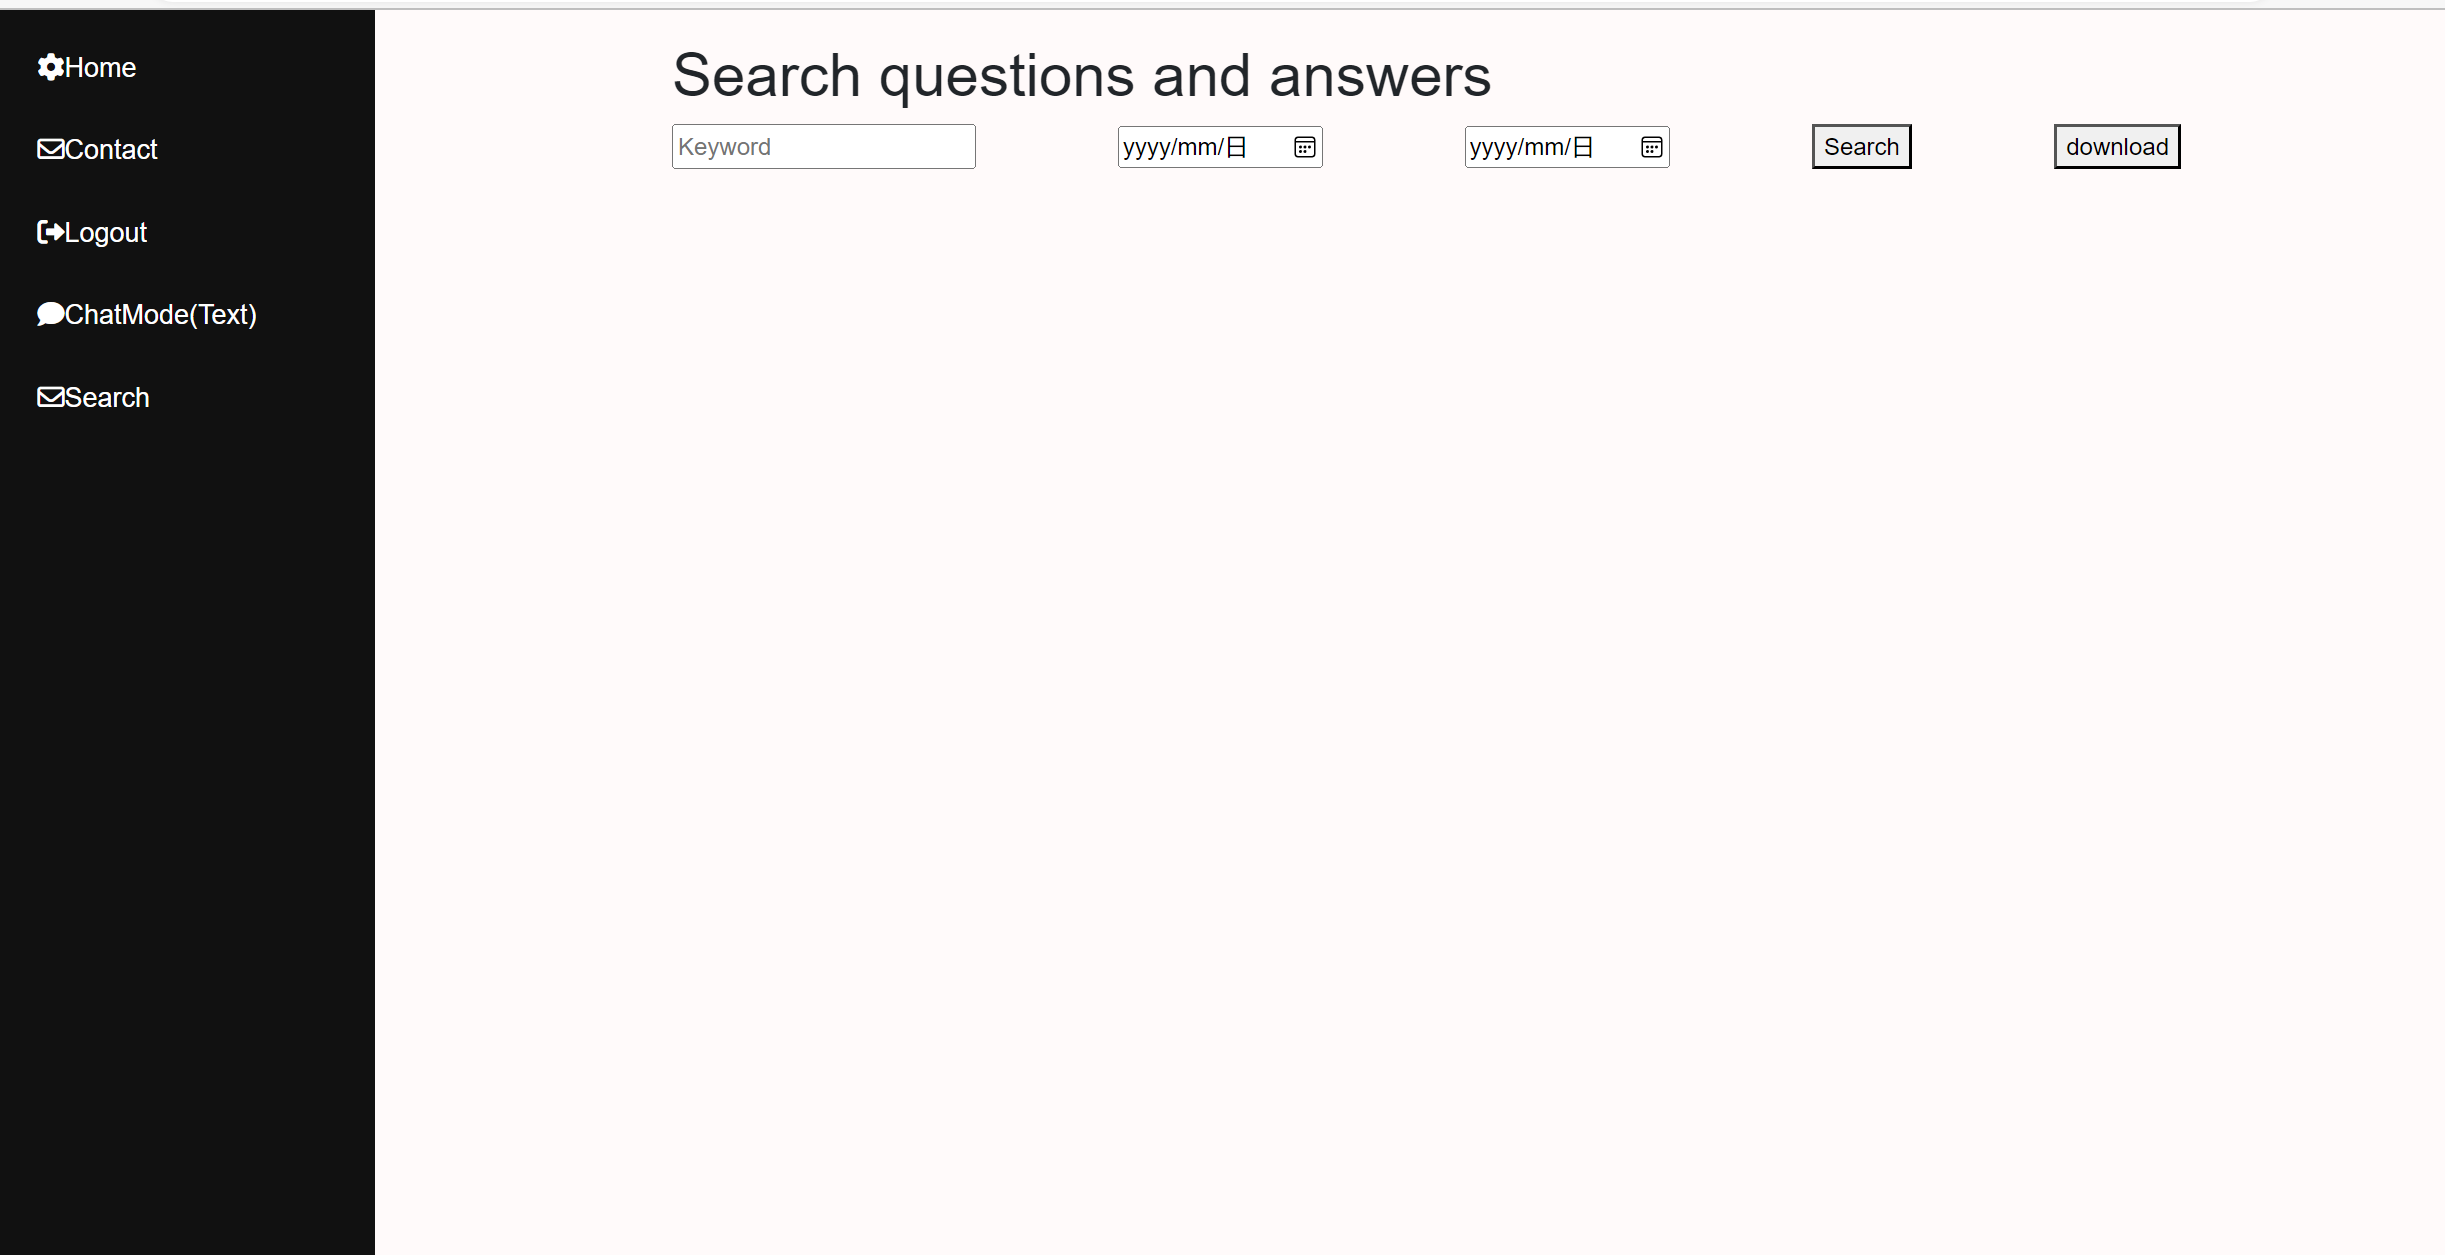 Home
Contact
Logout
ChatMode(Text)
Search
Search questions and answers
Keyword yyyy/mm/日 yyyy/mm/日 Search download